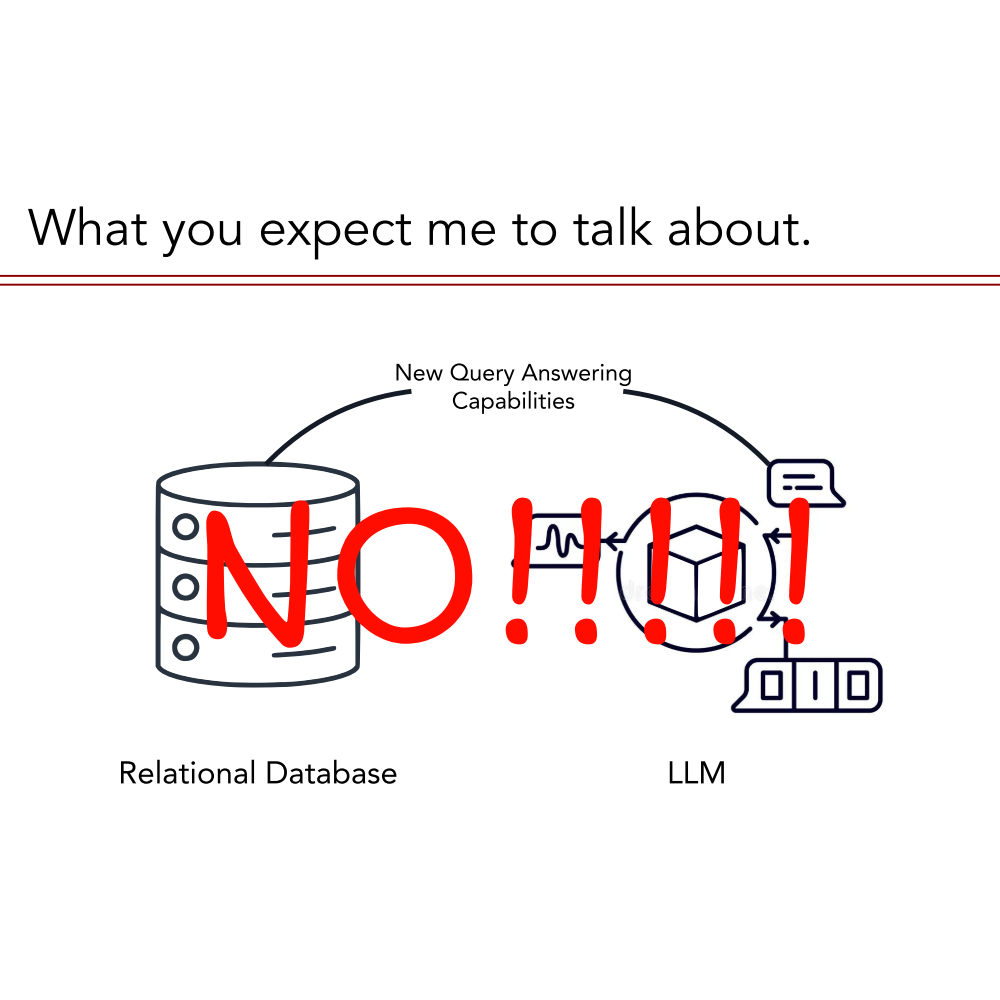 What you expect me to talk about.
New Query Answering
Capabilities
NO!!!!!
Relational Database
LLM